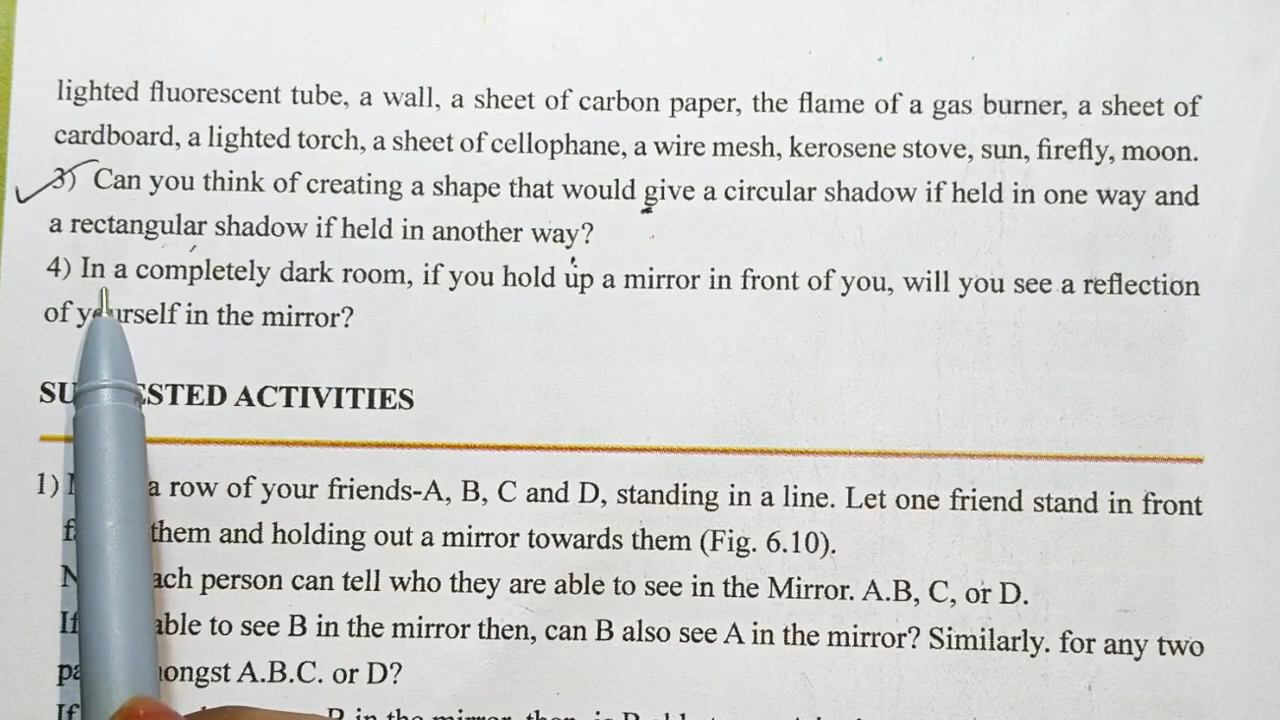 lighted fluorescent tube, a wall, a sheet of carbon paper, the flame of a gas burner, a sheet of
cardboard, a lighted torch, a sheet of cellophane, a wire mesh, kerosene stove, sun, firefly, moon.
3) Can you think of creating a shape that would give a circular shadow if held in one way and
a rectangular shadow if held in another way?
4) In a completely dark room, if you hold up a mirror in front of you, will you see a reflection
of yourself in the mirror?
SUGGESTED ACTIVITIES
1) a row of your friends-A, B, C and D, standing in a line. Let one friend stand in front
them and holding out a mirror towards them (Fig. 6.10).
each person can tell who they are able to see in the Mirror. A.B, C, or D.
If able to see B in the mirror then, can B also see A in the mirror? Similarly. for any two
amongst A.B.C. or D?
If